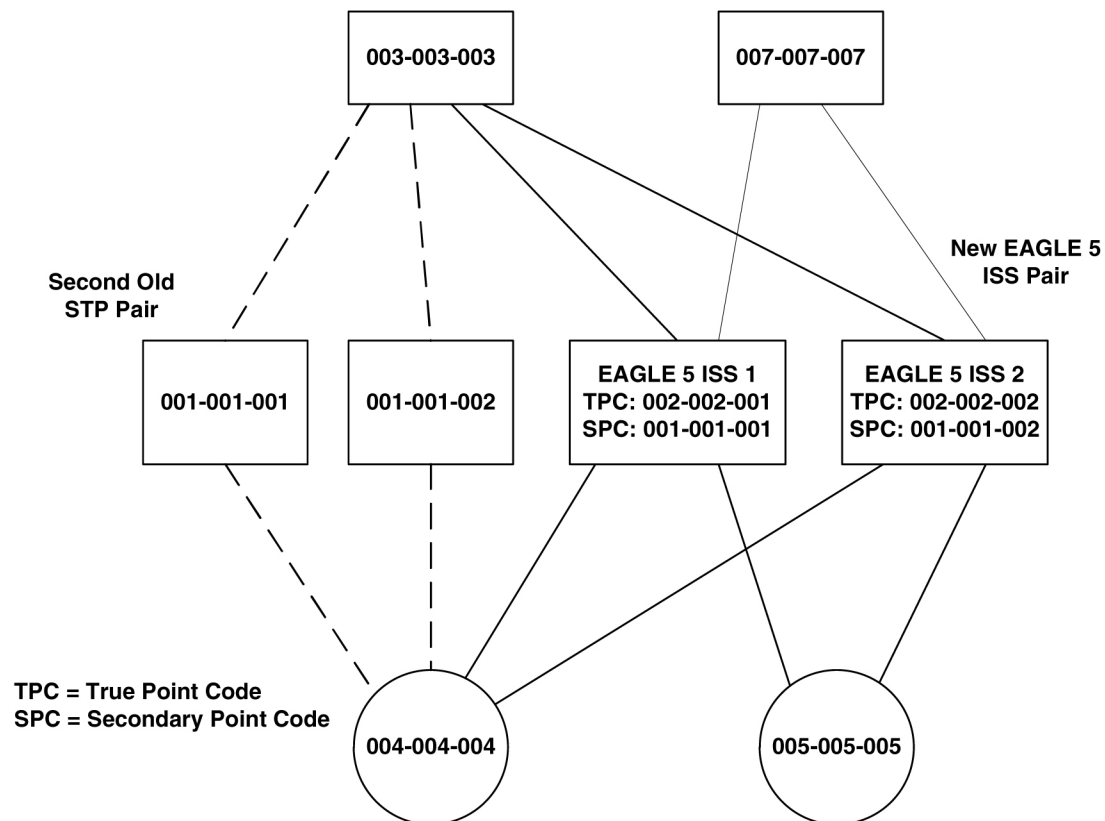 003-003-003
007-007-007
New EAGLE 5
ISS Pair
Second Old
STP Pair
001-001-001
001-001-002
EAGLE 5 ISS 1
TPC: 002-002-001
SPC: 001-001-001
EAGLE 5 ISS 2
TPC: 002-002-002
SPC: 001-001-002
TPC = True Point Code
SPC = Secondary Point Code
004-004-004
005-005-005